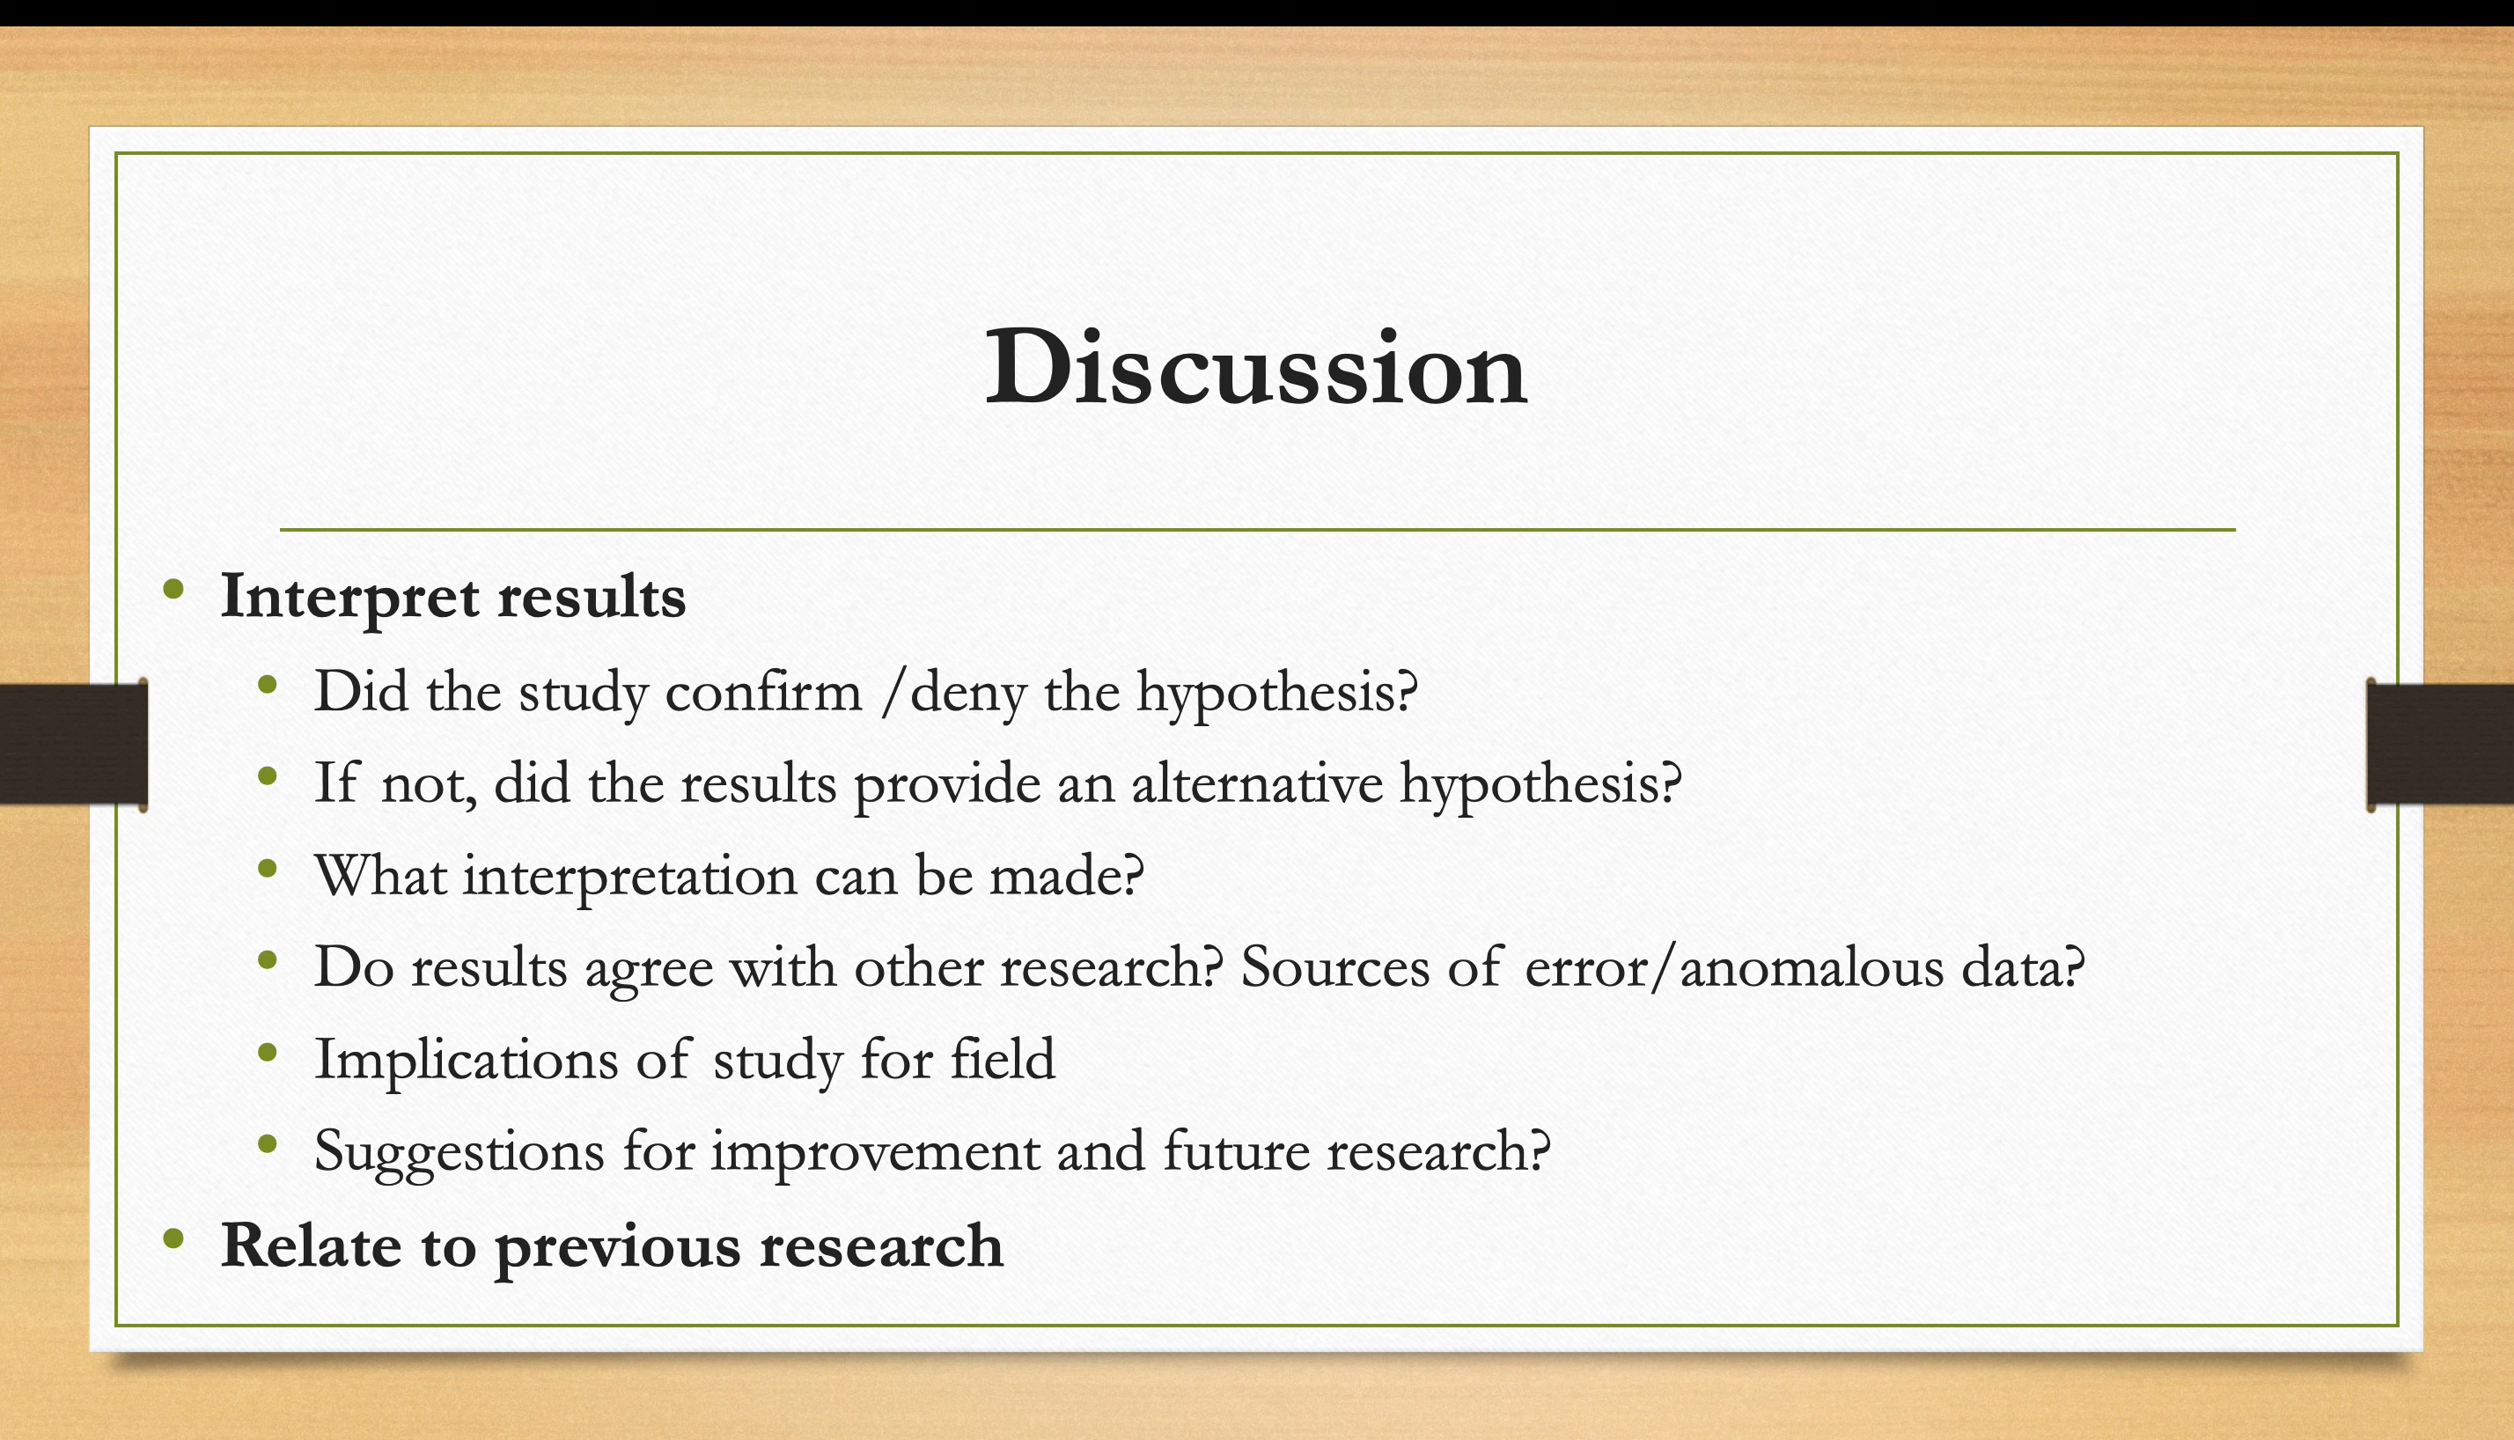 Discussion
• Interpret results
• Did the study confirm /deny the hypothesis?
• If not, did the results provide an alternative hypothesis?
• What interpretation can be made?
• Do results agree with other research? Sources of error/anomalous data?
• Implications of study for field
• Suggestions for improvement and future research?
• Relate to previous research